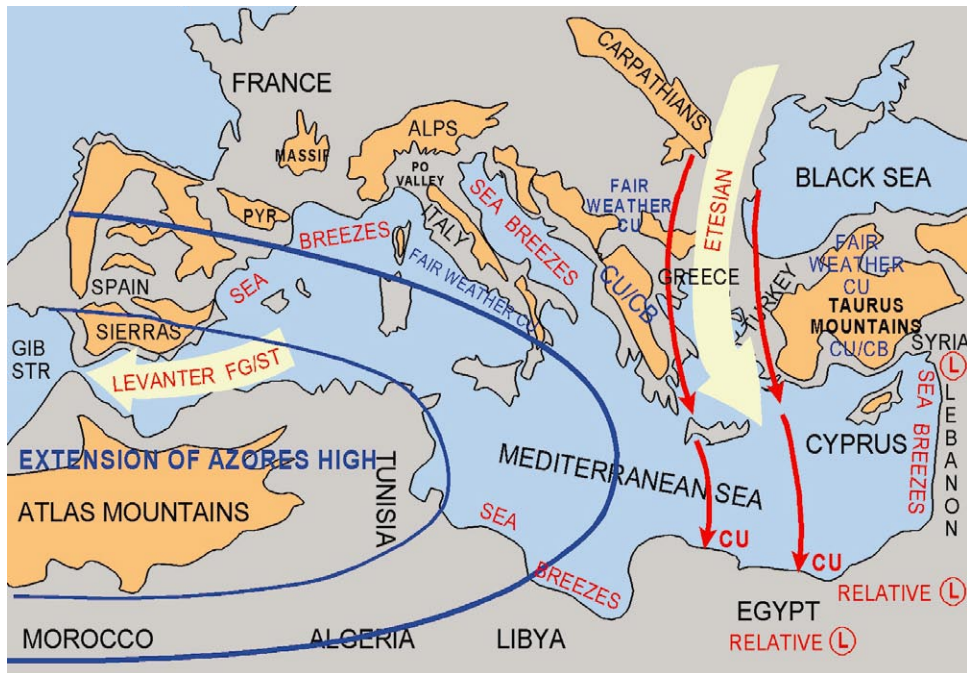 FRANCE
CARPATHIANS
ALPS
MASSIF
PO
VALLEY
BLACK SEA
PYR
BREEZES
SEA
ITALY
SEA BREEZES
FAIR
WEATHER
CU
ETESIAN
FAIR
WEATHER
CU
FAIR WEATHER CU
CU/CB
GREECE
TURKEY
TAURUS
MOUNTAINS
CU/CB
SPAIN
SIERRAS
GIB
STR
LEVANTER FG/ST
SYRIA
L
LEBANON
SEA BREEZES
CYPRUS
EXTENSION OF AZORES HIGH
ATLAS MOUNTAINS
TUNISIA
MEDITERRANEAN SEA
SEA
BREEZES
CU
CU
RELATIVE L
EGYPT
RELATIVE L
MOROCCO
ALGERIA
LIBYA